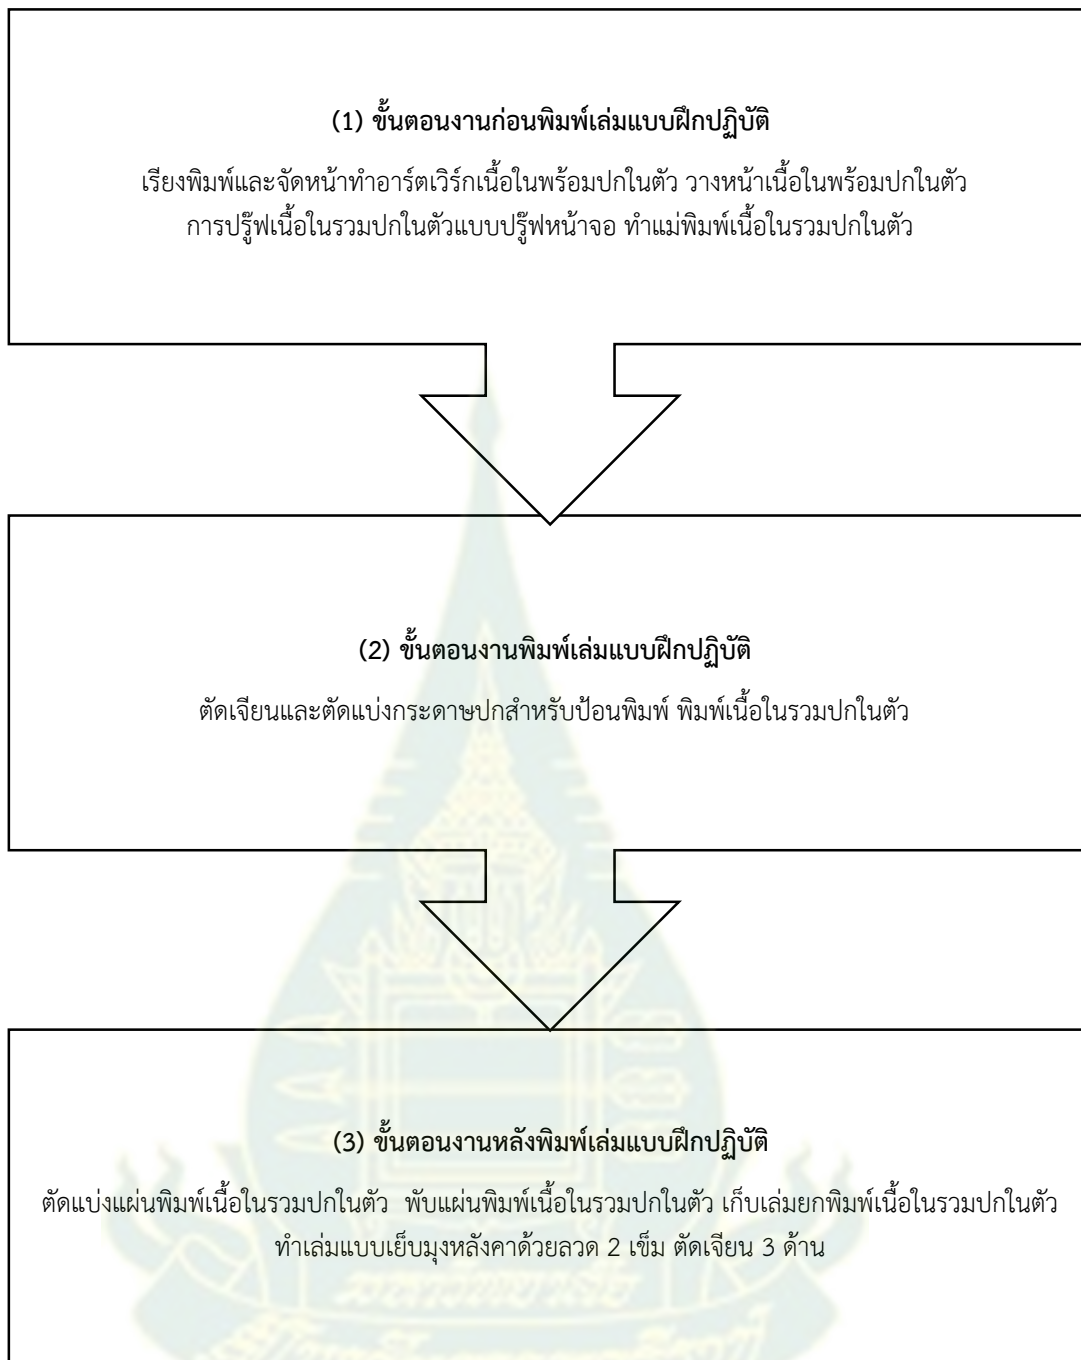 (1) ขั้นตอนงานก่อนพิมพ์เล่มแบบฝึกปฏิบัติ
เรียงพิมพ์และจัดหน้าทำอาร์ตเวิร์กเนื้อในพร้อมปกในตัว วางหน้าเนื้อในพร้อมปกในตัว
การปรู๊ฟเนื้อในรวมปกในตัวแบบปรู๊ฟหน้าจอ ทำแม่พิมพ์เนื้อในรวมปกในตัว
(2) ขั้นตอนงานพิมพ์เล่มแบบฝึกปฏิบัติ
ตัดเจียนและตัดแบ่งกระดาษปกสำหรับป้อนพิมพ์ พิมพ์เนื้อในรวมปกในตัว
(3) ขั้นตอนงานหลังพิมพ์เล่มแบบฝึกปฏิบัติ
ตัดแบ่งแผ่นพิมพ์เนื้อในรวมปกในตัว พับแผ่นพิมพ์เนื้อในรวมปกในตัว เก็บเล่มยกพิมพ์เนื้อในรวมปกในตัว
ทำเล่มแบบเย็บมุงหลังคาด้วยลวด 2 เข็ม ตัดเจียน 3 ด้าน